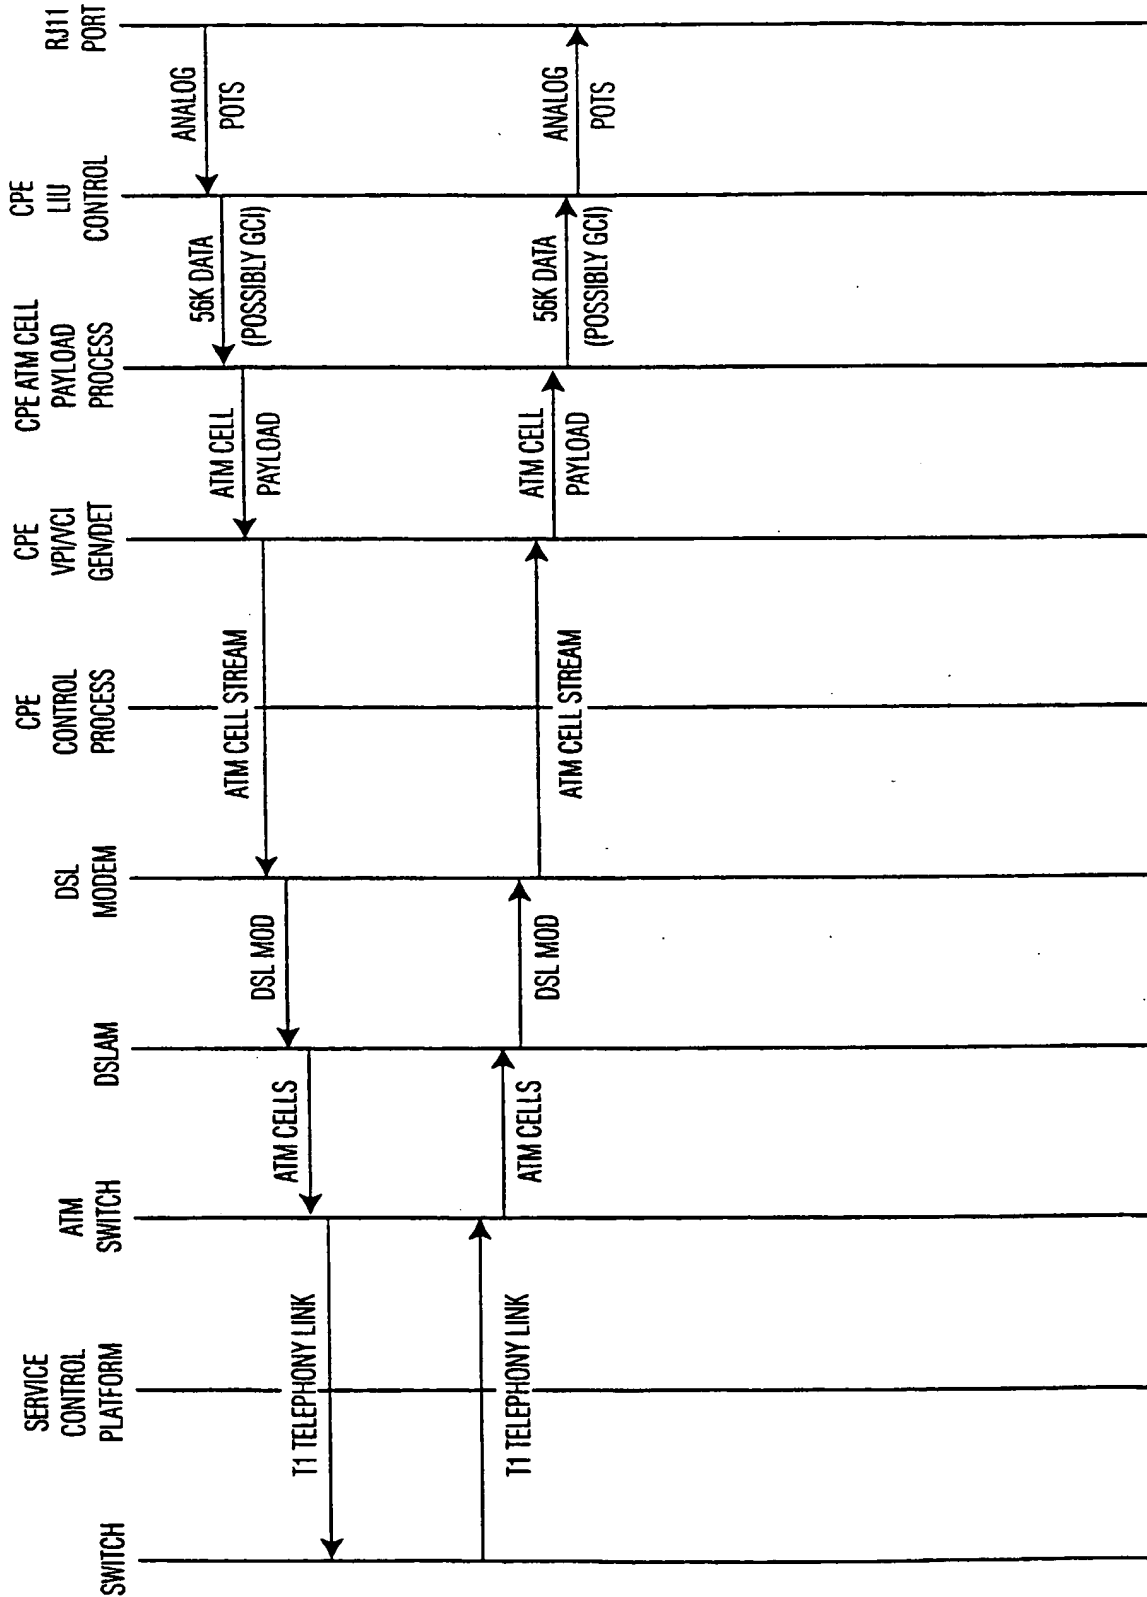 SWITCH
SERVICE
CONTROL
PLATFORM
ATM
SWITCH
DSLAM
DSL
MODEM
CPE
CONTROL
PROCESS
CPE
VPI/VCI
GEN/DET
CPE ATM CELL
PAYLOAD
PROCESS
CPE
LIU
CONTROL
RJ11
PORT
ANALOG
POTS
56K DATA
(POSSIBLY GCI)
ATM CELL
PAYLOAD
ATM CELL STREAM
DSL MOD
ATM CELLS
T1 TELEPHONY LINK
T1 TELEPHONY LINK
ATM CELLS
DSL MOD
ATM CELL STREAM
ATM CELL
PAYLOAD
56K DATA
(POSSIBLY GCI)
ANALOG
POTS